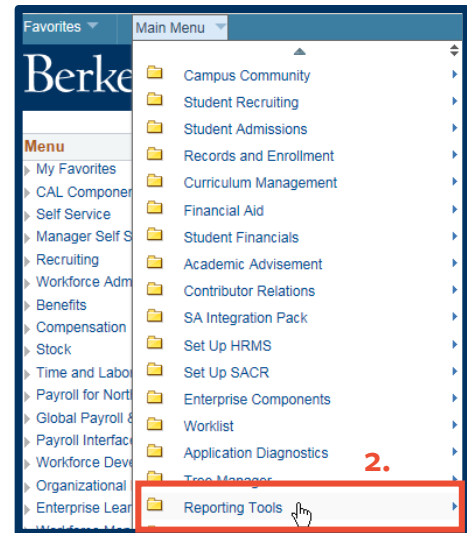 Favorites
Main Menu
Berke
Campus Community
Student Recruiting
Student Admissions
Records and Enrollment
Curriculum Management
Financial Aid
Student Financials
Academic Advisement
Contributor Relations
SA Integration Pack
Set Up HRMS
Set Up SACR
Enterprise Components
Worklist
Application Diagnostics
Tree Manager
2.
Reporting Tools
Menu
My Favorites
CAL Componen
Self Service
Manager Self S
Recruiting
Workforce Adm
Benefits
Compensation
Stock
Time and Labo
Payroll for North
Global Payroll &
Payroll Interface
Workforce Deve
Organizational
Enterprise Lear